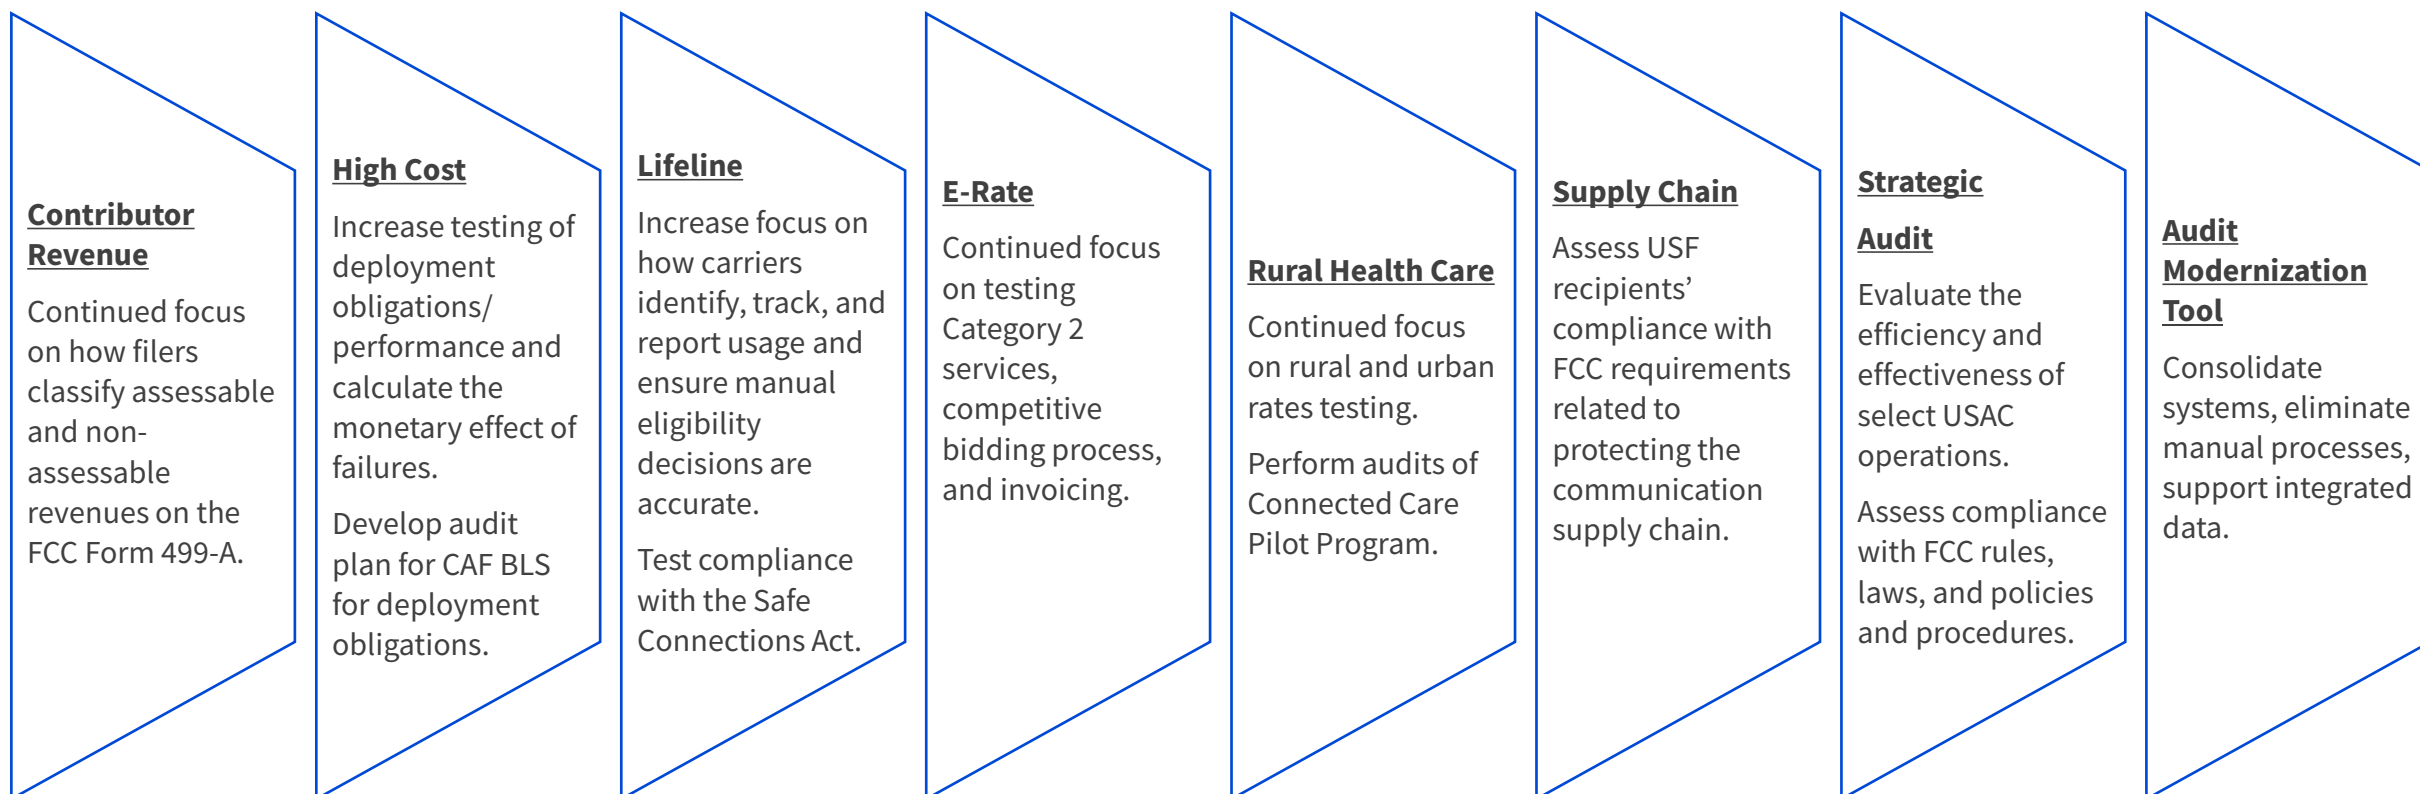 Contributor
Revenue
Continued focus
on how filers
classify assessable
and non-
assessable
revenues on the
FCC Form 499-A.
High Cost
Increase testing of
deployment
obligations/
performance and
calculate the
monetary effect of
failures.
Develop audit
plan for CAF BLS
for deployment
obligations.
Lifeline
Increase focus on
how carriers
identify, track, and
report usage and
ensure manual
eligibility
decisions are
accurate.
Test compliance
with the Safe
Connections Act.
E-Rate
Continued focus
on testing
Category 2
services,
competitive
bidding process,
and invoicing.
Rural Health Care
Continued focus
on rural and urban
rates testing.
Perform audits of
Connected Care
Pilot Program.
Supply Chain
Assess USF
recipients’
compliance with
FCC requirements
related to
protecting the
communication
supply chain.
Strategic
Audit
Evaluate the
efficiency and
effectiveness of
select USAC
operations.
Assess compliance
with FCC rules,
laws, and policies
and procedures.
Audit
Modernization
Tool
Consolidate
systems, eliminate
manual processes,
support integrated
data.